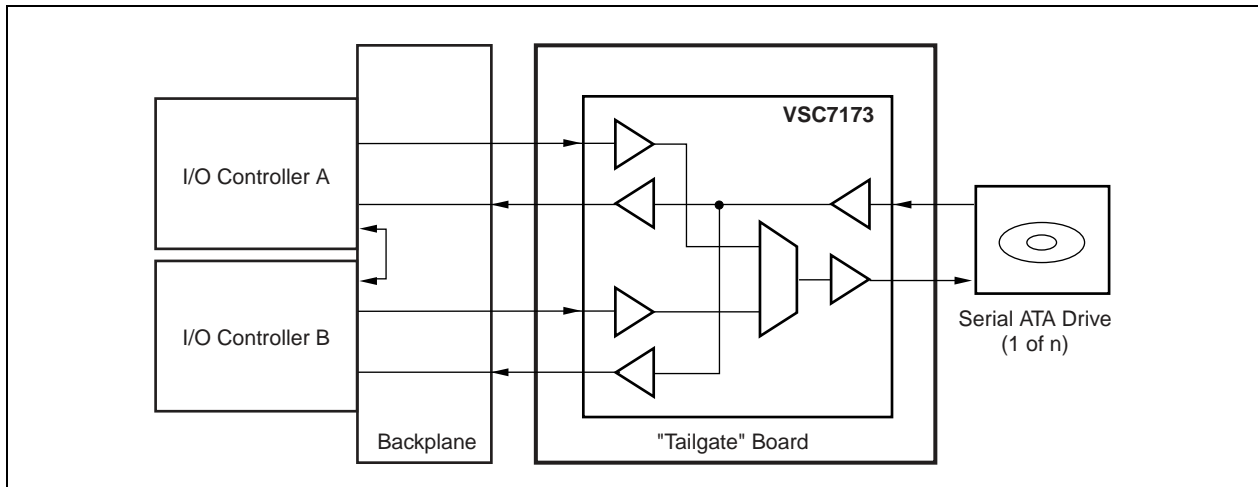 VSC7173
I/O Controller A
I/O Controller B
Serial ATA Drive
(1 of n)
Backplane
"Tailgate" Board